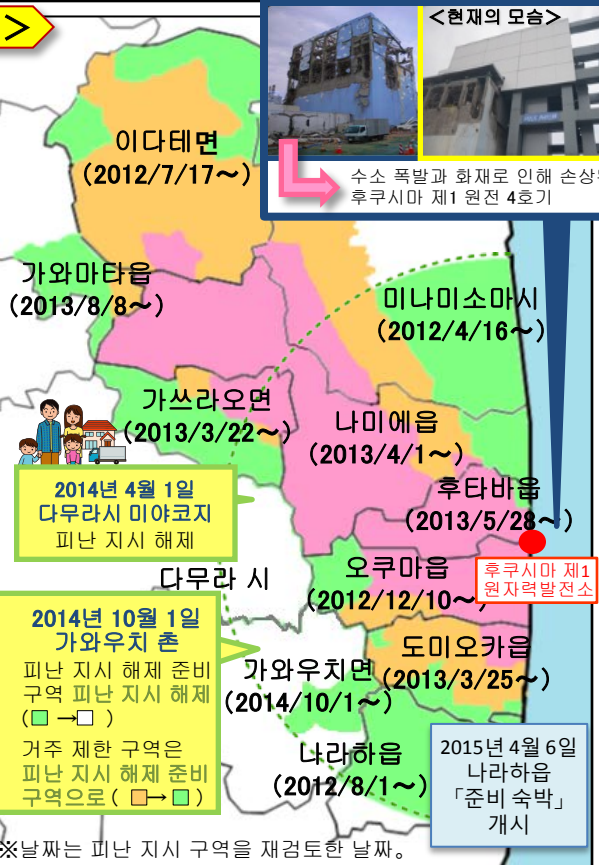 >
<현재의 모습>
수소 폭발과 화재로 인해 손상
후쿠시마 제1 원전 4호기
이다테면
(2012/7/17～)
가와마타읍
(2013/8/8～)
미나미소마시
(2012/4/16～)
가쓰라오면
(2013/3/22～)
나미에읍
(2013/4/1～)
후타바읍
(2013/5/28～)
2014년 4월 1일
다무라시 미야코지
피난 지시 해제
후쿠시마 제1
원자력발전소
다무라 시
오쿠마읍
(2012/12/10～)
2014년 10월 1일
가와우치 촌
피난 지시 해제 준비
구역 피난 지시 해제
(□ →□ )
거주 제한 구역은
피난 지시 해제 준비
구역으로 ( □→ □ )
도미오카읍
(2013/3/25～)
가와우치면
(2014/10/1～)
나라하읍
(2012/8/1～)
2015년 4월 6일
나라하읍
「준비 숙박」
개시
※날짜는 피난 지시 구역을 재검토한 날짜。